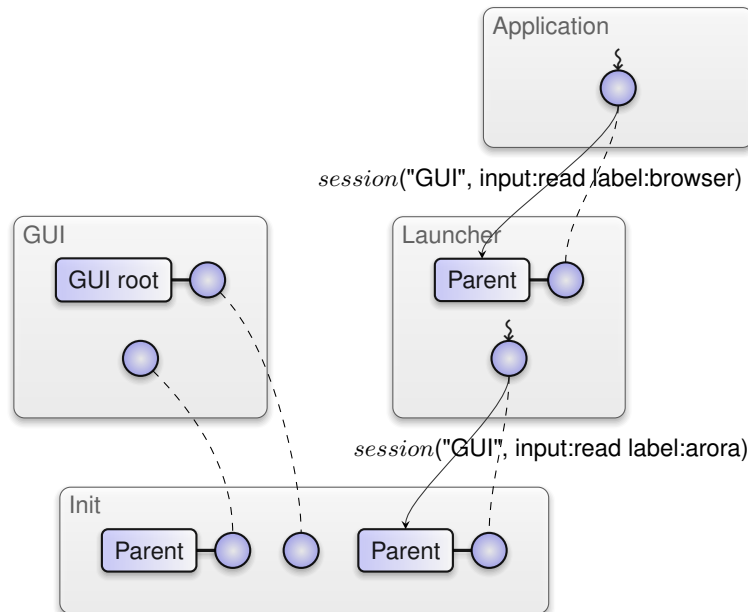 Application
session("GUI", input:read label:browser)
GUI
Launcher
GUI root
Parent
session("GUI", input:read label:arora)
Init
Parent
Parent